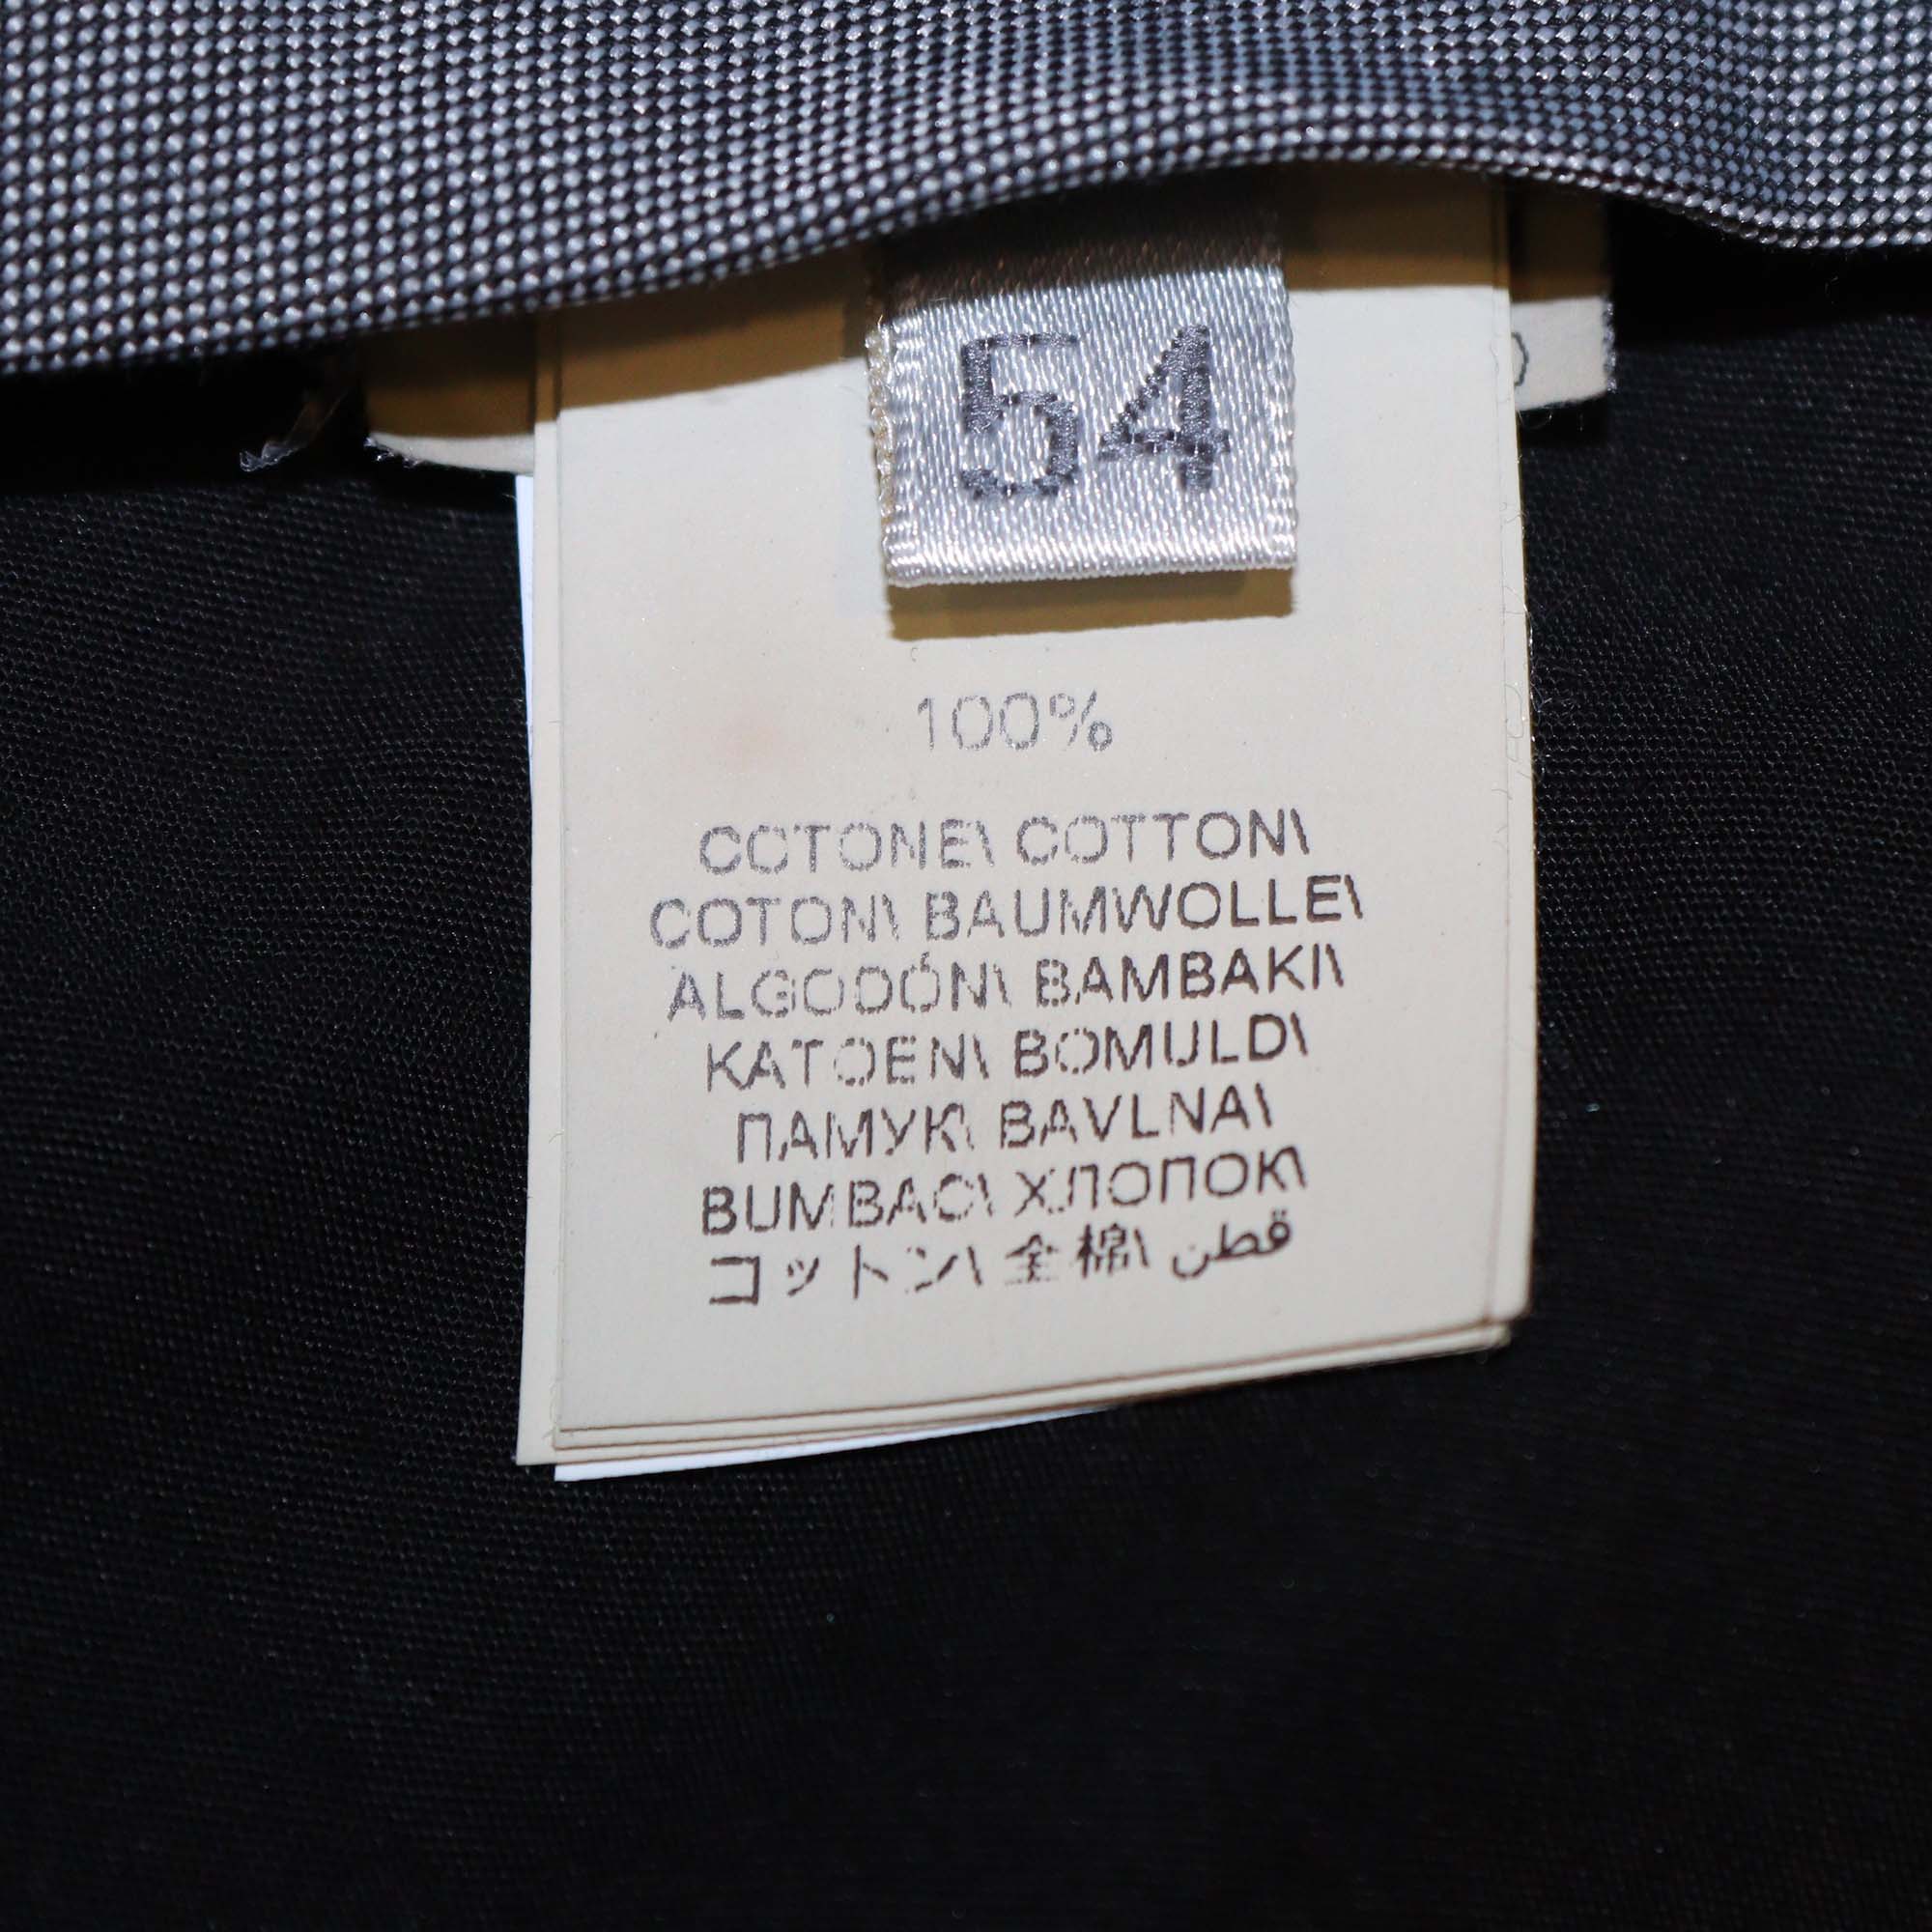 54
100%
COTONE\ COTTON\
COTON\ BAUMWOLLE\
ALGODÓN\ BAMBAKI\
KATOEN\ BOMULD\
ПАМУК\ BAVLNA\
BUMBAC\ ХЛОПОК\
コットン\ 全棉\ قطن